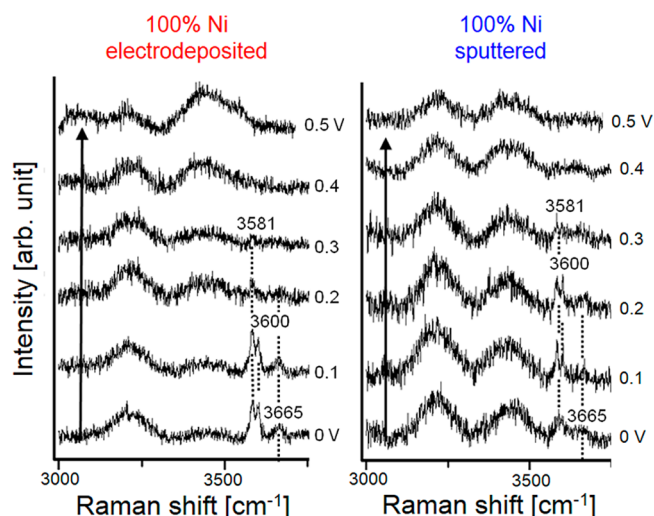 100% Ni
electrodeposited
Intensity [arb. unit]
0.5 V
0.4
0.3
3581
0.2
3600
0.1
3665
0 V
3000
3500
Raman shift [cm⁻¹]
100% Ni
sputtered
0.5 V
0.4
3581
0.3
3600
0.2
0.1
3665
0 V
3000
3500
Raman shift [cm⁻¹]